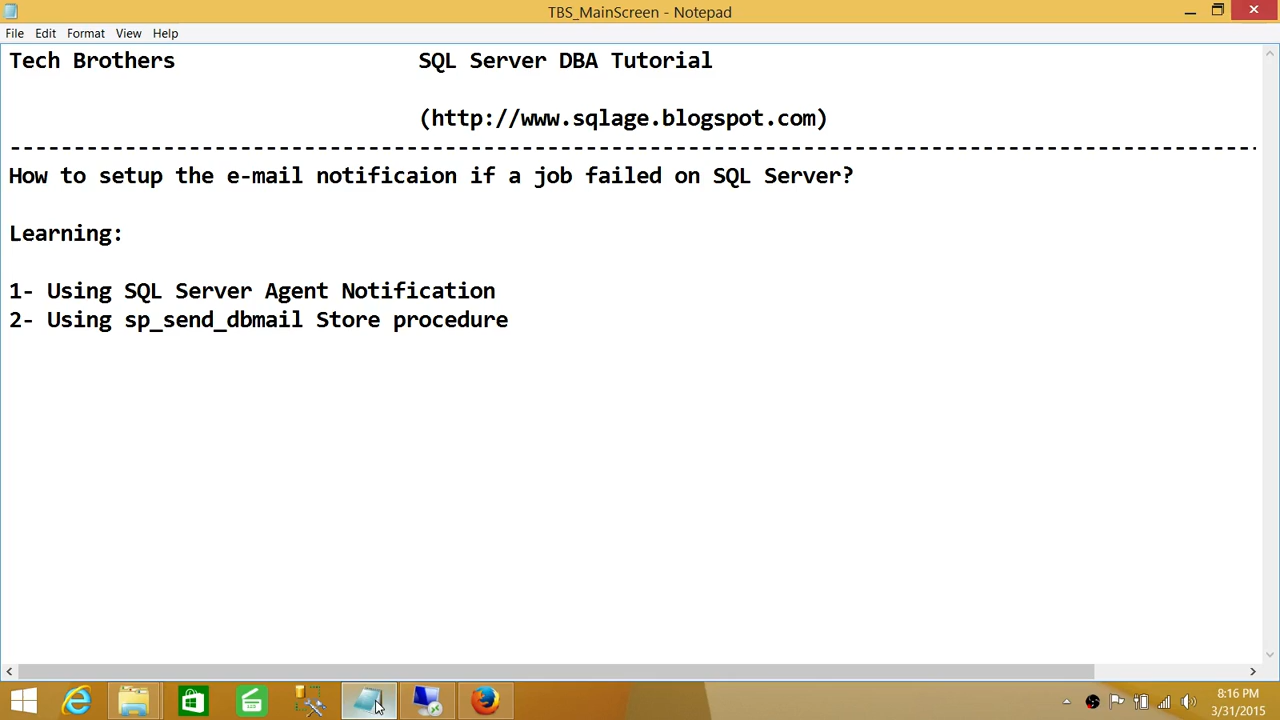 TBS_MainScreen - Notepad
File Edit Format View Help
Tech Brothers SQL Server DBA Tutorial
(http://www.sqlage.blogspot.com)
--------------------------------------------------------------------------------------------------
How to setup the e-mail notificaion if a job failed on SQL Server?
Learning:
1- Using SQL Server Agent Notification
2- Using sp_send_dbmail Store procedure
8:16 PM
3/31/2015